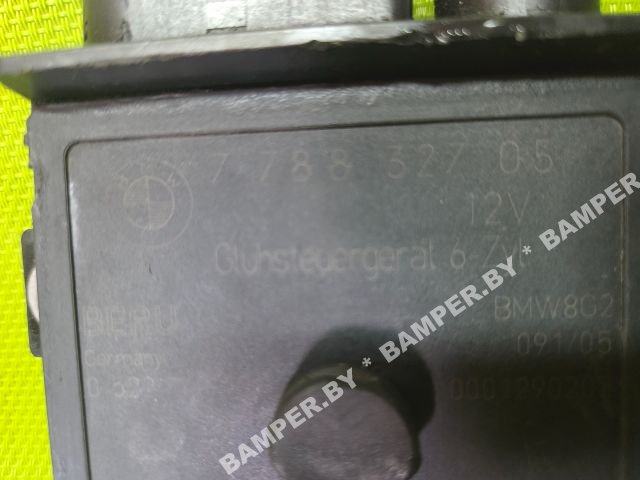 7 788 327 05
12V
Glühsteuergerät 6-Zyl
BERU
BMW8G2
Germany
091/05
BAMPER.BY * BAMPER.BY * BAMPER.BY * BAMPER